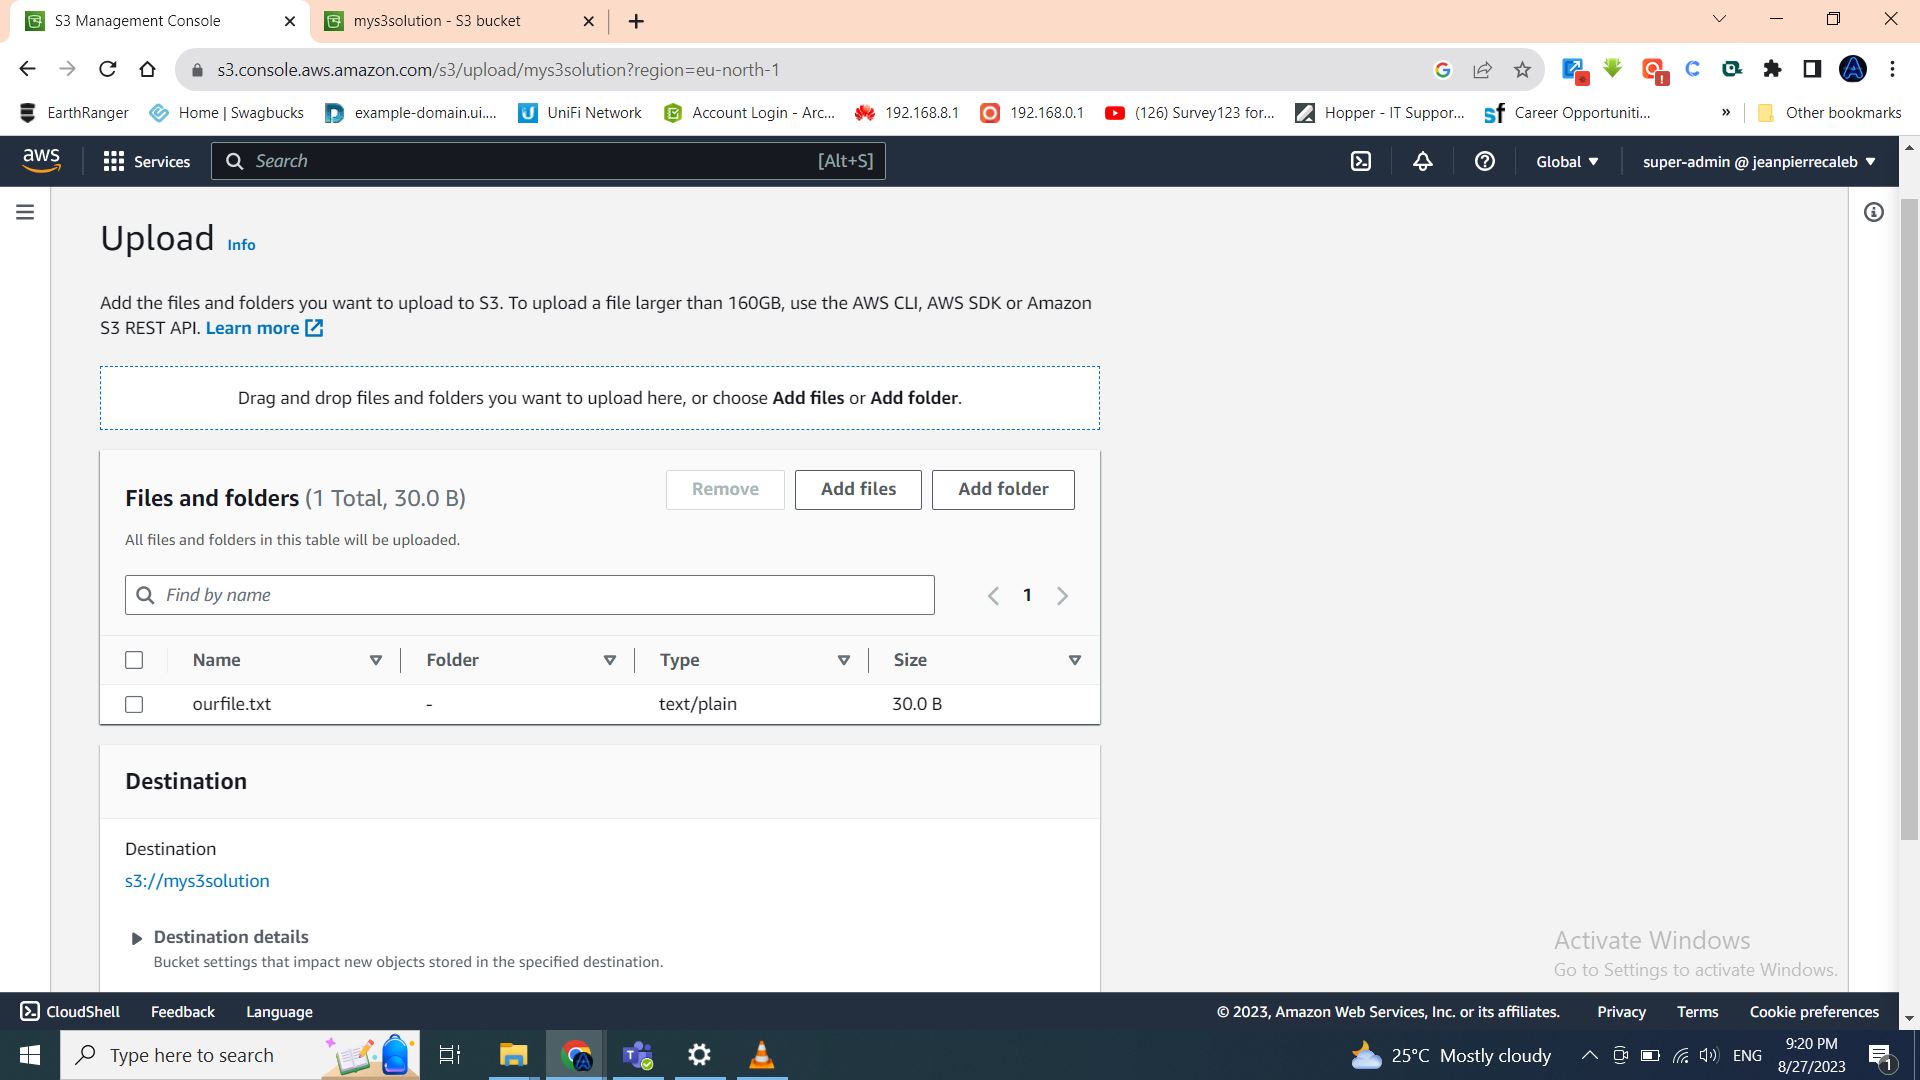 S3 Management Console
mys3solution - S3 bucket
s3.console.aws.amazon.com/s3/upload/mys3solution?region=eu-north-1
EarthRanger
Home | Swagbucks
example-domain.ui....
UniFi Network
Account Login - Arc...
192.168.8.1
192.168.0.1
(126) Survey123 for...
Hopper - IT Suppor...
Career Opportuniti...
»
Other bookmarks
aws
Services
Search
[Alt+S]
Global
super-admin @ jeanpierrecaleb
Upload Info
Add the files and folders you want to upload to S3. To upload a file larger than 160GB, use the AWS CLI, AWS SDK or Amazon
S3 REST API. Learn more
Drag and drop files and folders you want to upload here, or choose Add files or Add folder.
Files and folders (1 Total, 30.0 B)
Remove
Add files
Add folder
All files and folders in this table will be uploaded.
Find by name
1
Name
Folder
Type
Size
ourfile.txt
-
text/plain
30.0 B
Destination
Destination
s3://mys3solution
Destination details
Bucket settings that impact new objects stored in the specified destination.
Activate Windows
Go to Settings to activate Windows.
CloudShell
Feedback
Language
© 2023, Amazon Web Services, Inc. or its affiliates.
Privacy
Terms
Cookie preferences
Type here to search
25°C Mostly cloudy
ENG
9:20 PM
8/27/2023
1